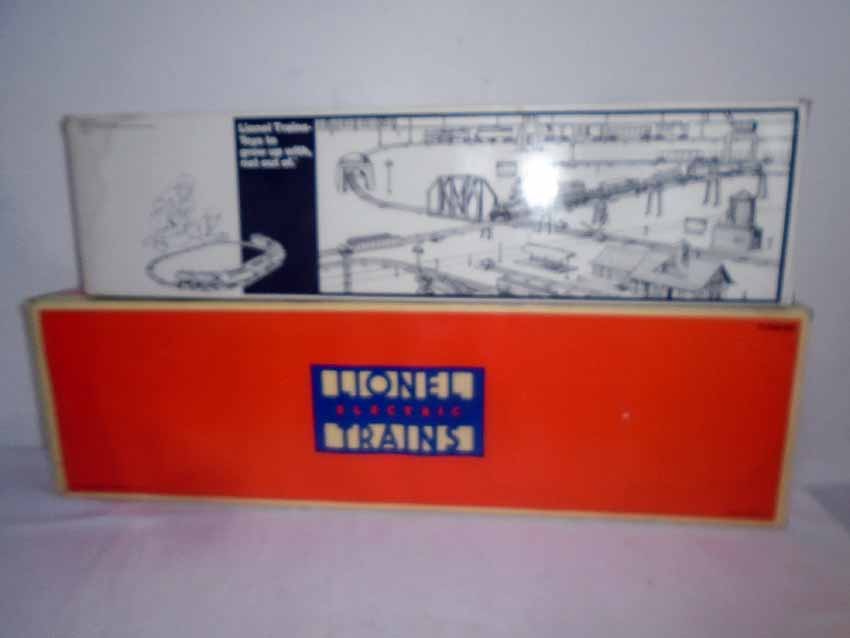 Lionel Trains-
Toys to
grow up with,
not out of.
LIONEL
ELECTRIC
TRAINS